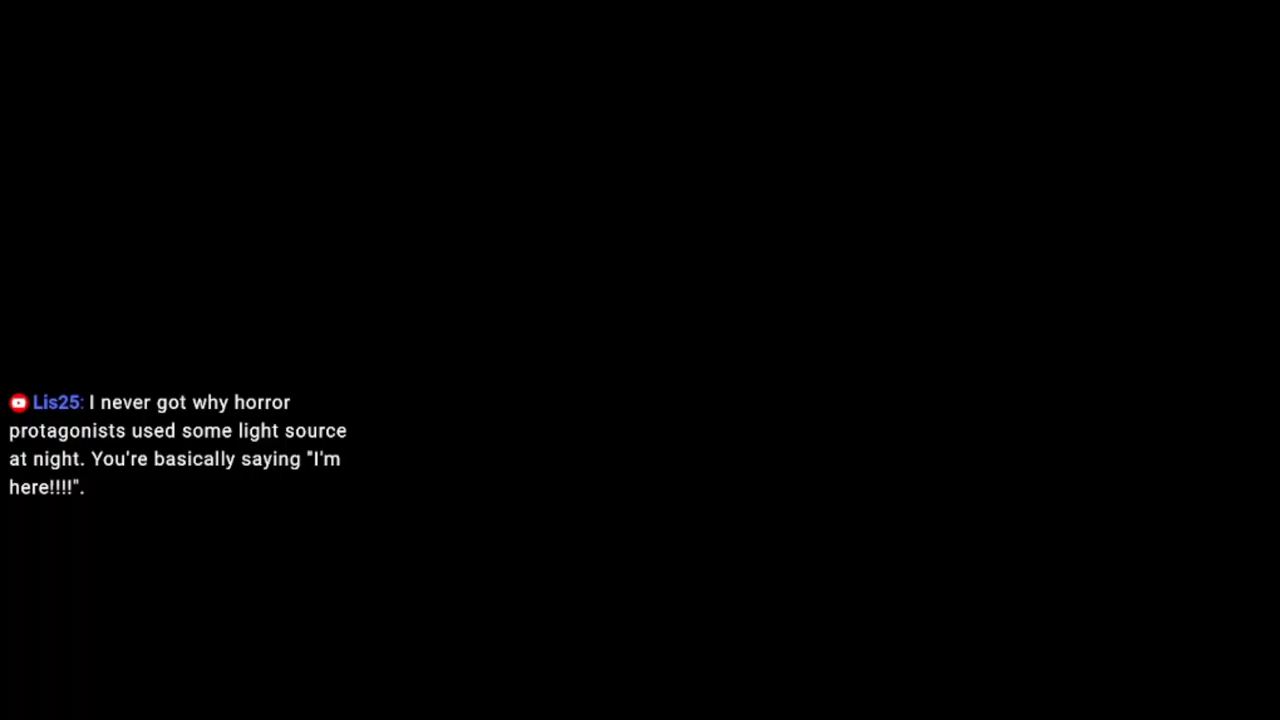 Lis25: I never got why horror
protagonists used some light source
at night. You're basically saying "I'm
here!!!!".